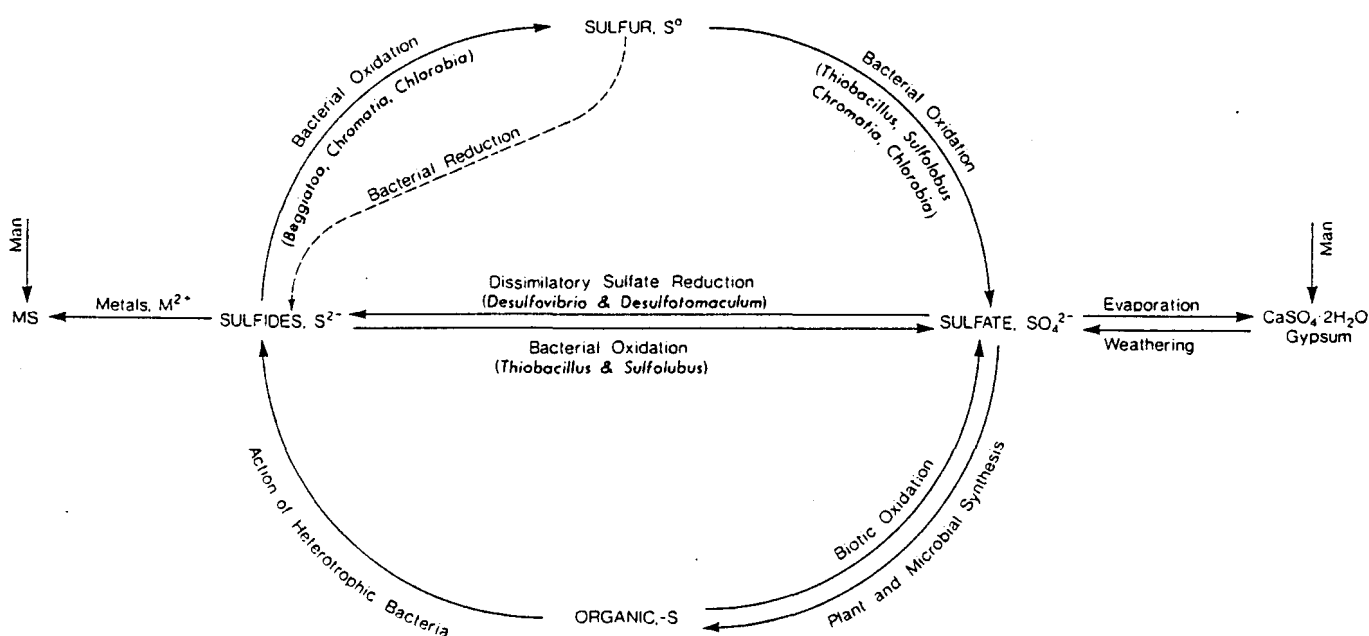 SULFUR, S⁰
Bacterial Oxidation
(Baggiatoa, Chromatia, Chlorobia)
Bacterial Oxidation
(Thiobacillus, Sulfolobus
Chromatia, Chlorobia)
Bacterial Reduction
Man
Man
Dissimilatory Sulfate Reduction
(Desulfovibrio & Desulfotomaculum)
MS
Metals, M²⁺
SULFIDES, S²⁻
SULFATE, SO₄²⁻
Evaporation
Weathering
CaSO₄·2H₂O
Gypsum
Bacterial Oxidation
(Thiobacillus & Sulfolubus)
Action of Heterotrophic Bacteria
Biotic Oxidation
Plant and Microbial Synthesis
ORGANIC,-S